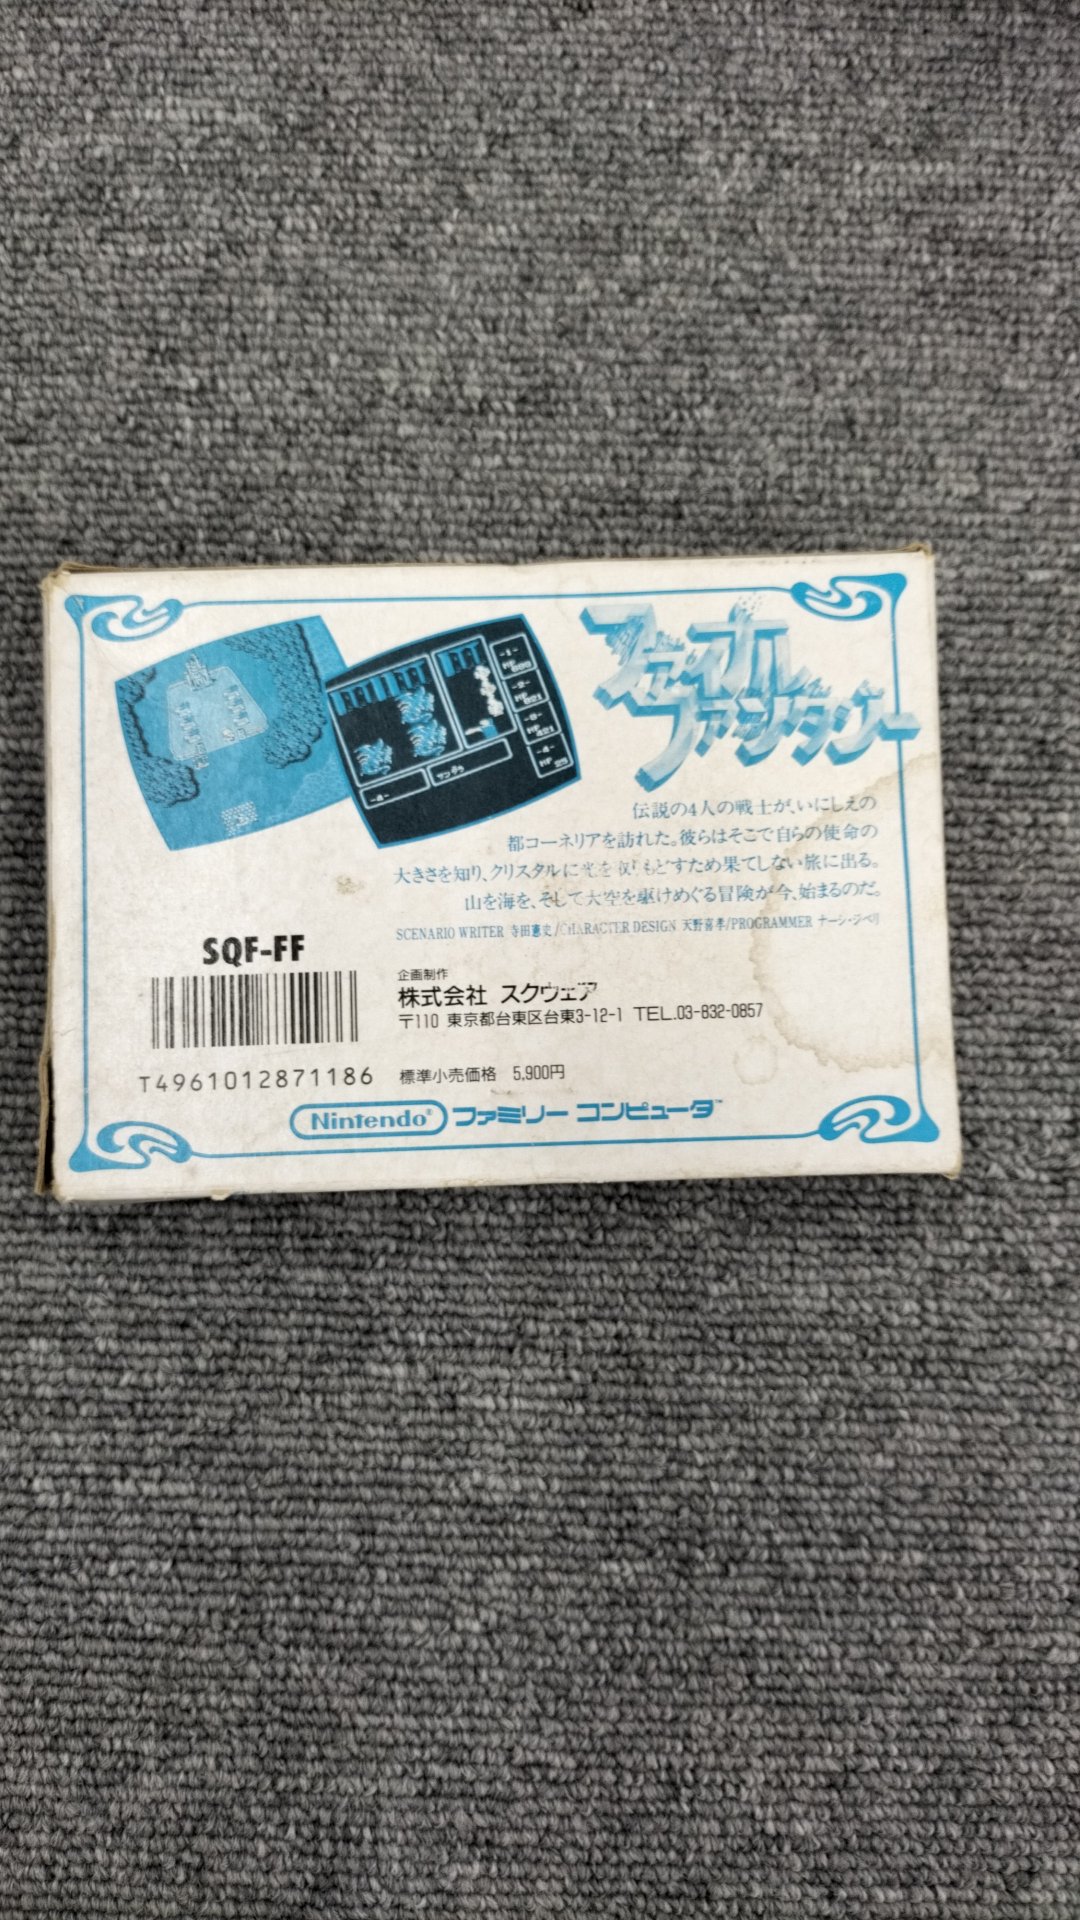 ファイナル
ファンタジー
伝説の4人の戦士が、いにしえの
都コーネリアを訪れた。彼らはそこで自らの使命の
大きさを知り、クリスタルに光を取りもどすため果てしない旅に出る。
山を海を、そして大空を駆けめぐる冒険が今、始まるのだ。
SCENARIO WRITER 寺田憲史/CHARACTER DESIGN 天野喜孝/PROGRAMMER ナーシャ・ジベリ
SQF-FF
企画制作
株式会社 スクウェア
〒110 東京都台東区台東3-12-1 TEL.03-832-0857
T4961012871186
標準小売価格 5,900円
Nintendo® ファミリー コンピュータ™